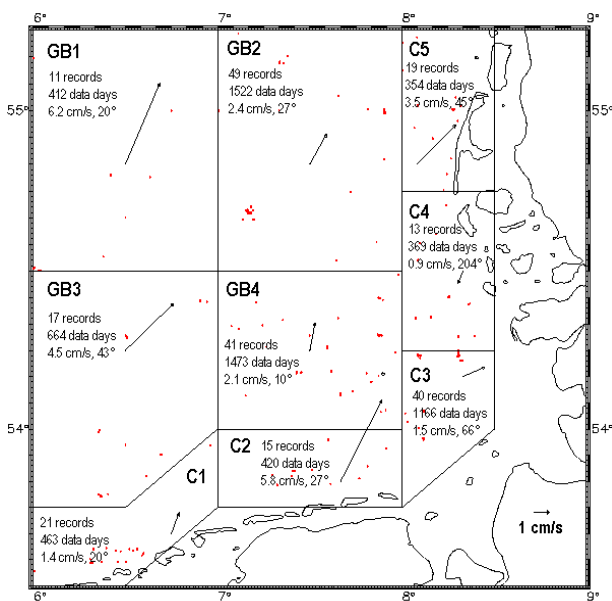 GB1
11 records
412 data days
6.2 cm/s, 20°
GB2
49 records
1522 data days
2.4 cm/s, 27°
C5
19 records
354 data days
3.5 cm/s, 45°
55°
C4
13 records
369 data days
0.9 cm/s, 204°
GB3
17 records
664 data days
4.5 cm/s, 43°
GB4
41 records
1473 data days
2.1 cm/s, 10°
C3
40 records
1166 data days
1.5 cm/s, 66°
54°
C2
15 records
420 data days
5.8 cm/s, 27°
C1
21 records
463 data days
1.4 cm/s, 20°
1 cm/s
6°
7°
8°
9°
6°
7°
8°
9°